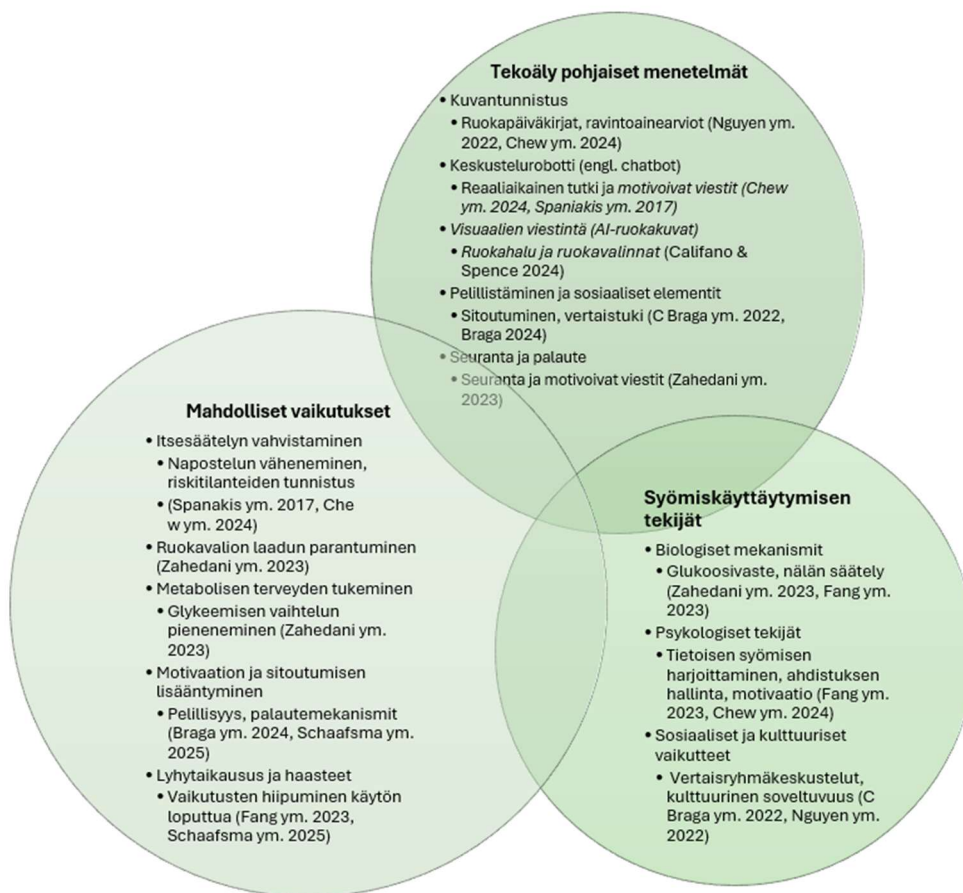 Tekoäly pohjaiset menetelmät
• Kuvantunnistus
• Ruokapäiväkirjat, ravintoainearviot (Nguyen ym.
2022, Chew ym. 2024)
• Keskustelurobotti (engl. chatbot)
• Reaaliaikainen tutki ja motivoivat viestit (Chew
ym. 2024, Spaniakis ym. 2017)
• Visuaalien viestintä (AI-ruokakuvat)
• Ruokahalu ja ruokavalinnat (Califano &
Spence 2024)
• Pelillistäminen ja sosiaaliset elementit
• Sitoutuminen, vertaistuki (C Braga ym. 2022,
Braga 2024)
• Seuranta ja palaute
• Seuranta ja motivoivat viestit (Zahedani ym.
2023)
Mahdolliset vaikutukset
• Itsesäätelyn vahvistaminen
• Napostelun väheneminen,
riskitilanteiden tunnistus
• (Spanakis ym. 2017, Che
w ym. 2024)
• Ruokavalion laadun parantuminen
(Zahedani ym. 2023)
• Metabolisen terveyden tukeminen
• Glykeemisen vaihtelun
pieneneminen (Zahedani ym.
2023)
• Motivaation ja sitoutumisen
lisääntyminen
• Pelillisyys, palautemekanismit
(Braga ym. 2024, Schaafsma ym.
2025)
• Lyhytaikausus ja haasteet
• Vaikutusten hiipuminen käytön
loputtua (Fang ym. 2023,
Schaafsma ym. 2025)
Syömiskäyttäytymisen
tekijät
• Biologiset mekanismit
• Glukoosivaste, nälän säätely
(Zahedani ym. 2023, Fang ym.
2023)
• Psykologiset tekijät
• Tietoisen syömisen
harjoittaminen, ahdistuksen
hallinta, motivaatio (Fang ym.
2023, Chew ym. 2024)
• Sosiaaliset ja kulttuuriset
vaikutteet
• Vertaisryhmäkeskustelut,
kulttuurinen soveltuvuus (C
Braga ym. 2022, Nguyen ym.
2022)